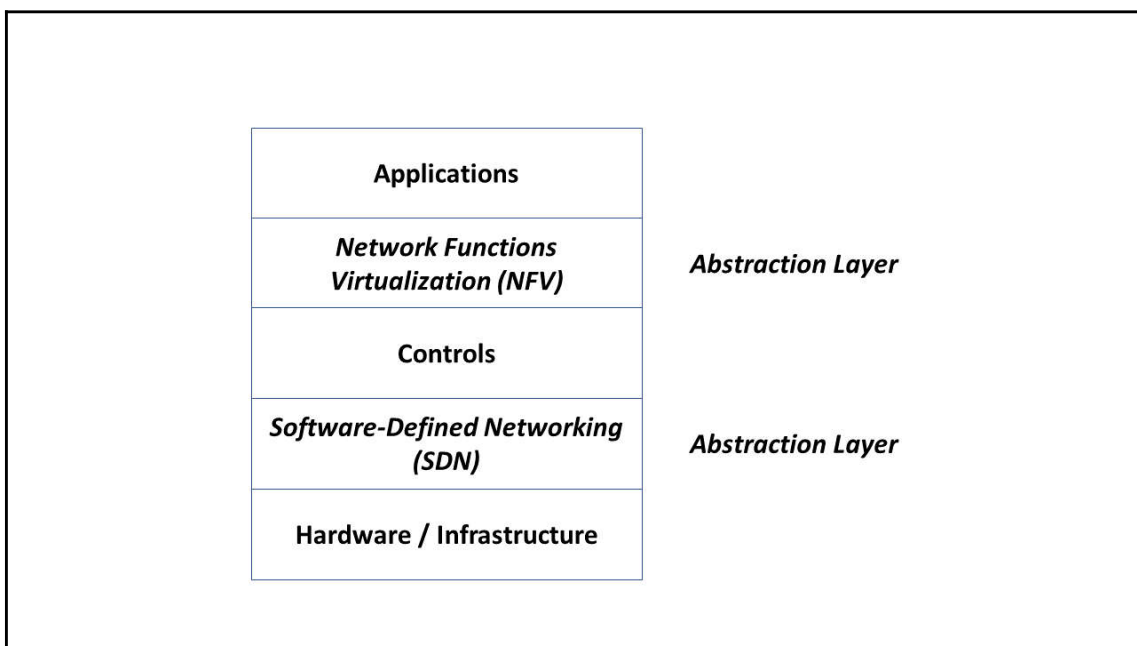 Applications
Network Functions
Virtualization (NFV)
Abstraction Layer
Controls
Software-Defined Networking
(SDN)
Abstraction Layer
Hardware / Infrastructure